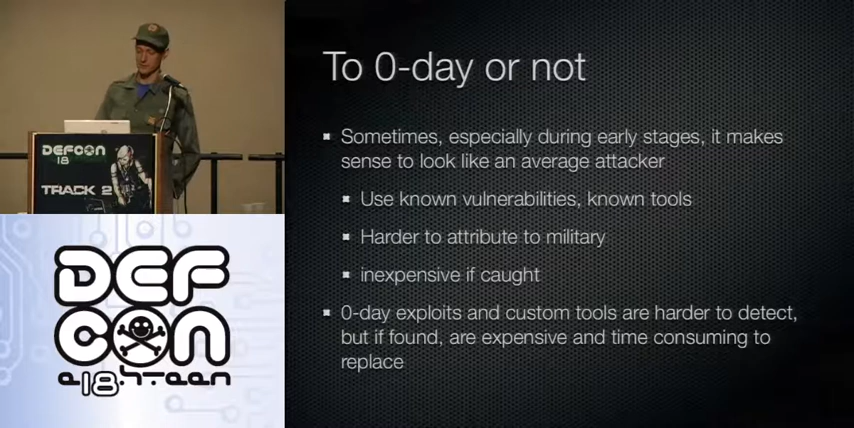 DEFCON
18
TRACK 2
DEF
CON
e18hteen
To 0-day or not
Sometimes, especially during early stages, it makes
sense to look like an average attacker
Use known vulnerabilities, known tools
Harder to attribute to military
inexpensive if caught
0-day exploits and custom tools are harder to detect,
but if found, are expensive and time consuming to
replace